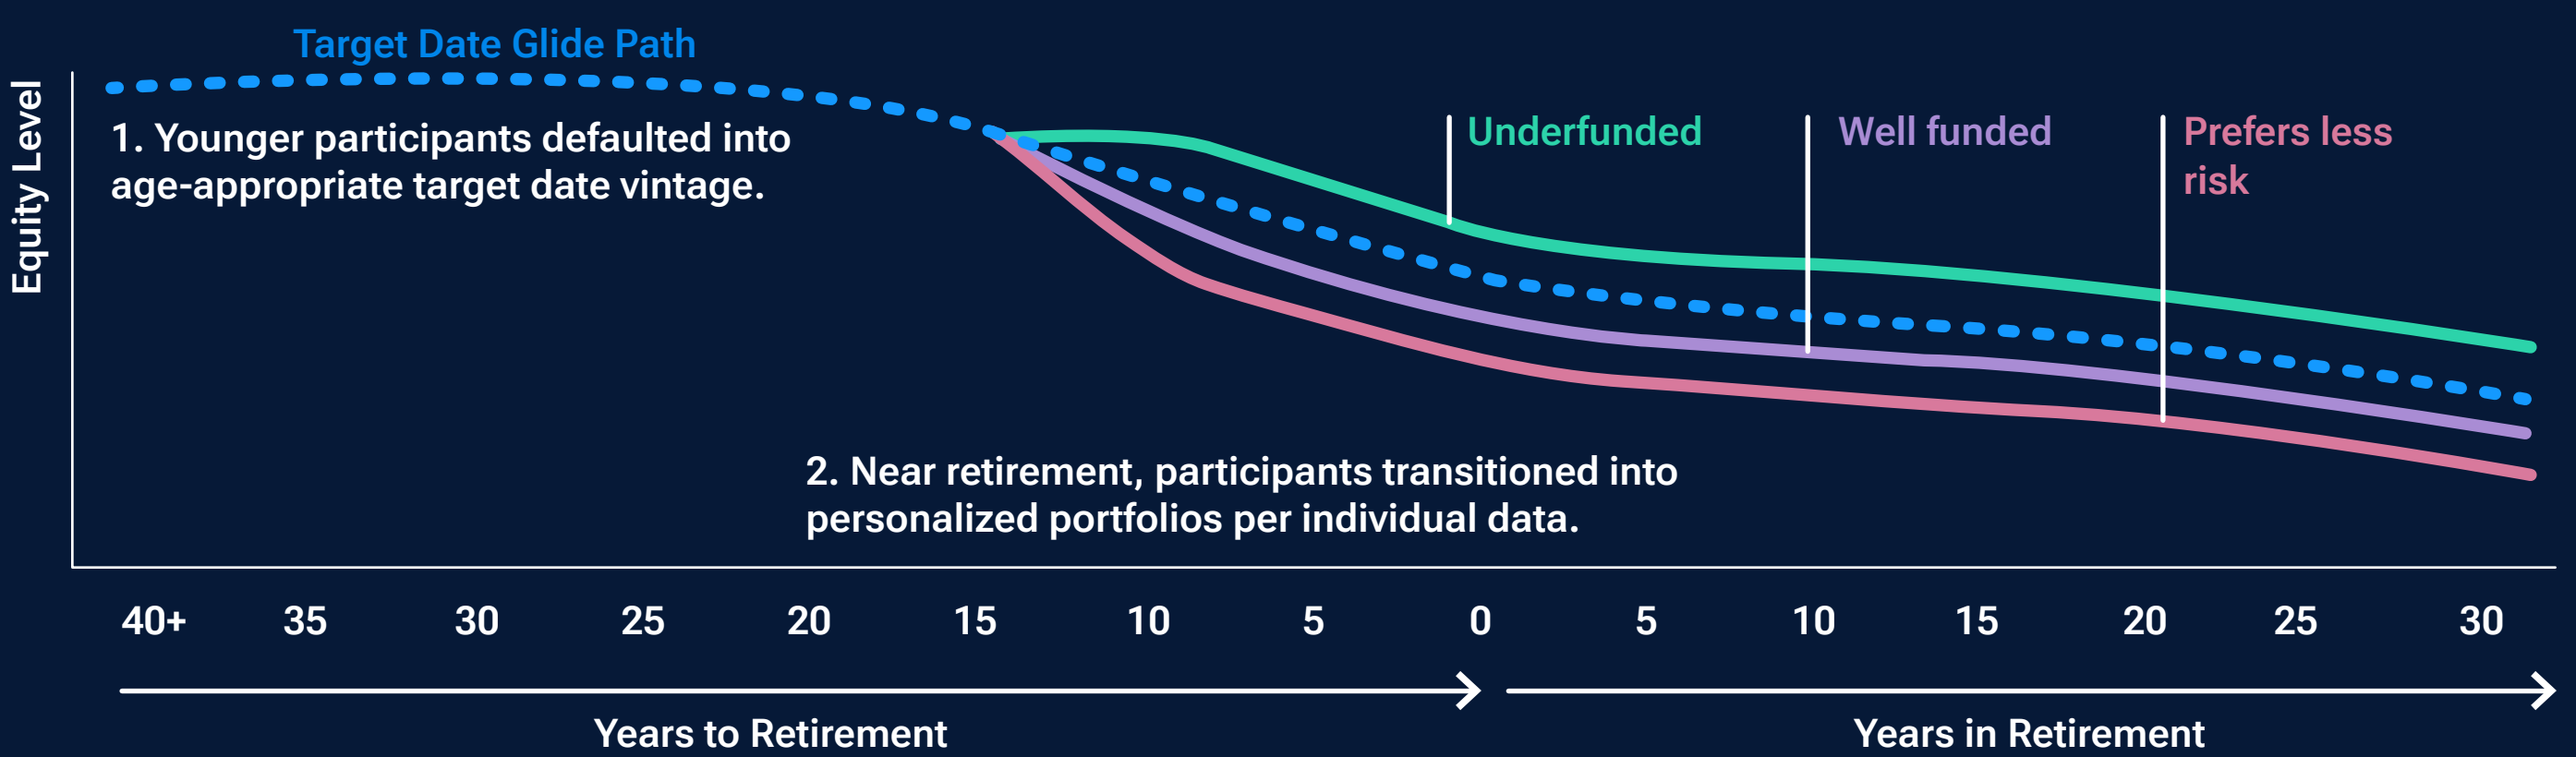 Target Date Glide Path
Equity Level
1. Younger participants defaulted into
age-appropriate target date vintage.
Underfunded
Well funded
Prefers less
risk
2. Near retirement, participants transitioned into
personalized portfolios per individual data.
40+ 35 30 25 20 15 10 5 0 5 10 15 20 25 30
Years to Retirement
Years in Retirement